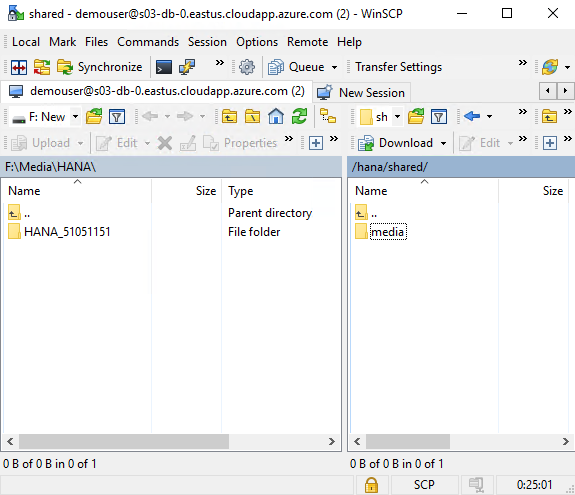 shared - demouser@s03-db-0.eastus.cloudapp.azure.com (2) - WinSCP
Local Mark Files Commands Session Options Remote Help
Synchronize » Queue » Transfer Settings »
demouser@s03-db-0.eastus.cloudapp.azure.com (2) New Session
F: New » sh »
Upload » Edit » Properties » Download » Edit »
F:\Media\HANA\ /hana/shared/
Name Size Type Name Size
.. Parent directory ..
HANA_51051151 File folder media
0 B of 0 B in 0 of 1 0 B of 0 B in 0 of 1
SCP 0:25:01